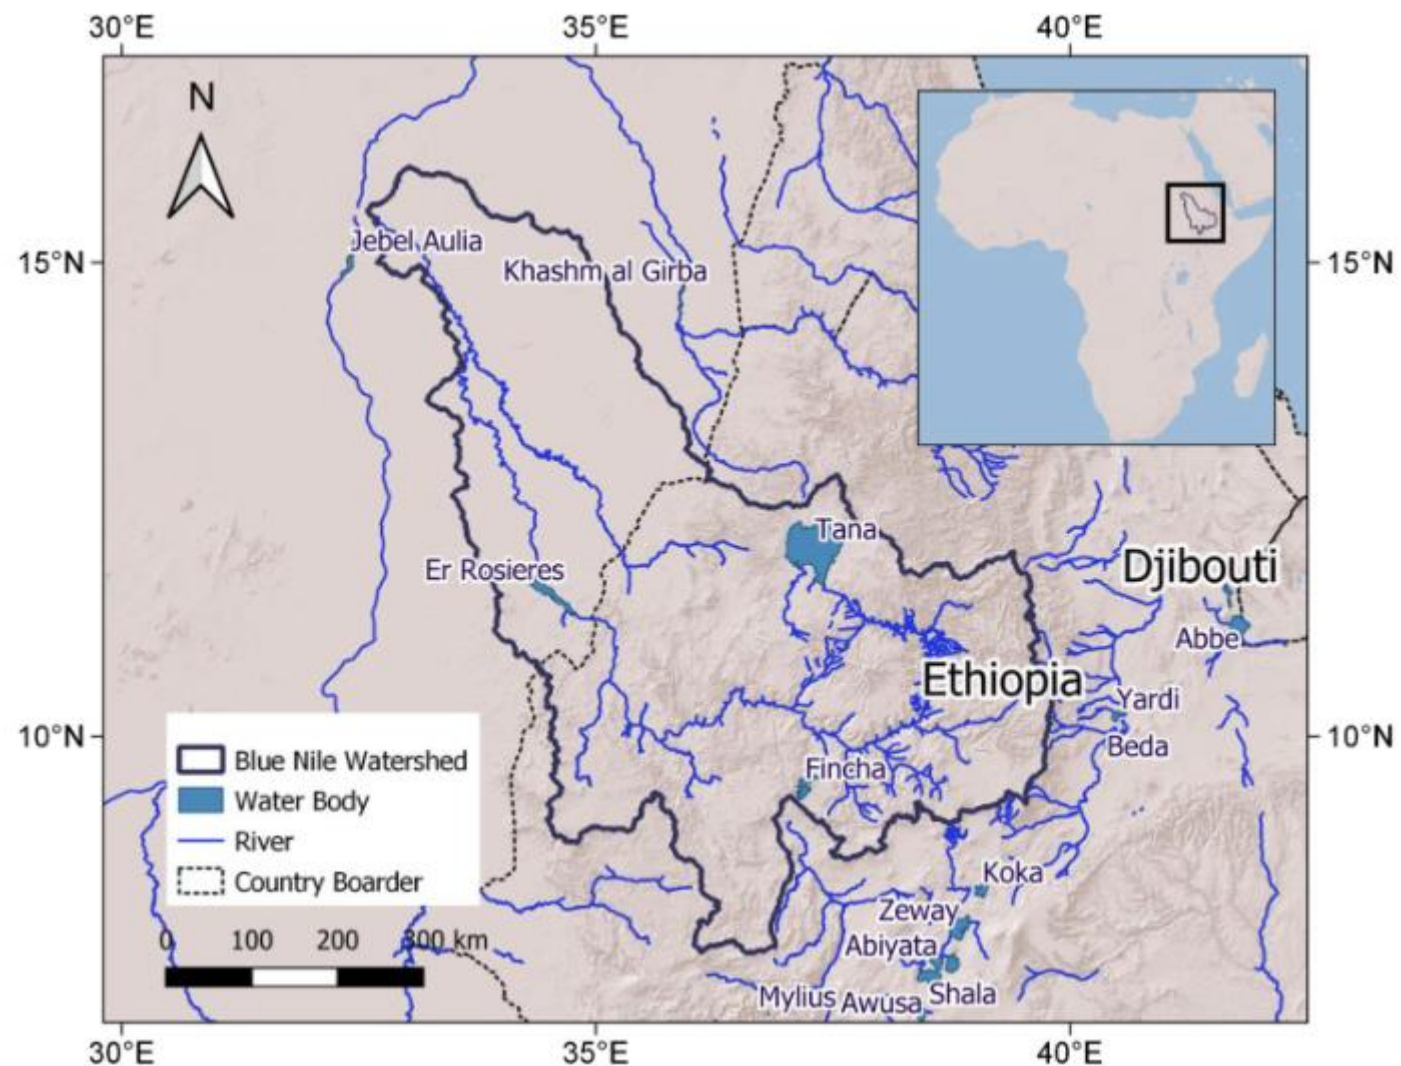 30°E 35°E 40°E
N
Jebel Aulia
15°N 15°N
Khashm al Girba
Tana
Er Rosieres
Djibouti
Abbe
Ethiopia
Yardi
10°N 10°N
Beda
Blue Nile Watershed
Fincha
Water Body
River
Koka
Country Boarder
Zeway
0 100 200 300 km
Abiyata
Shala
Mylius Awusa
30°E 35°E 40°E